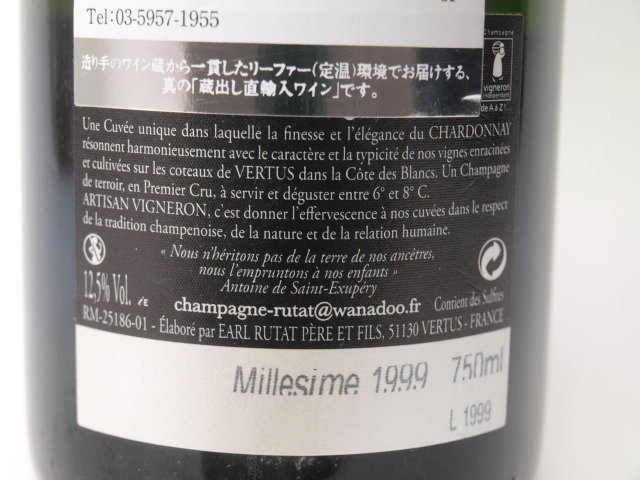 Tel:03-5957-1955
造り手のワイン蔵から一貫したリーファー(定温)環境でお届けする、
真の「蔵出し直輸入ワイン」です。
Champagne
vigneron
indépendant
de A à Z!
Une Cuvée unique dans laquelle la finesse et l'élégance du CHARDONNAY
résonnent harmonieusement avec le caractère et la typicité de nos vignes enracinées
et cultivées sur les coteaux de VERTUS dans la Côte des Blancs. Un Champagne
de terroir, en Premier Cru, à servir et déguster entre 6° et 8° C.
ARTISAN VIGNERON, c'est donner l'effervescence à nos cuvées dans le respect
de la tradition champenoise, de la nature et de la relation humaine.
« Nous n'héritons pas de la terre de nos ancêtres,
nous l'empruntons à nos enfants »
Antoine de Saint-Exupéry
12,5% Vol.
champagne-rutat@wanadoo.fr
Contient des Sulfites
RM-25186-01 - Élaboré par EARL RUTAT PÈRE ET FILS, 51130 VERTUS - FRANCE
Millesime 1999 750ml
L 1999